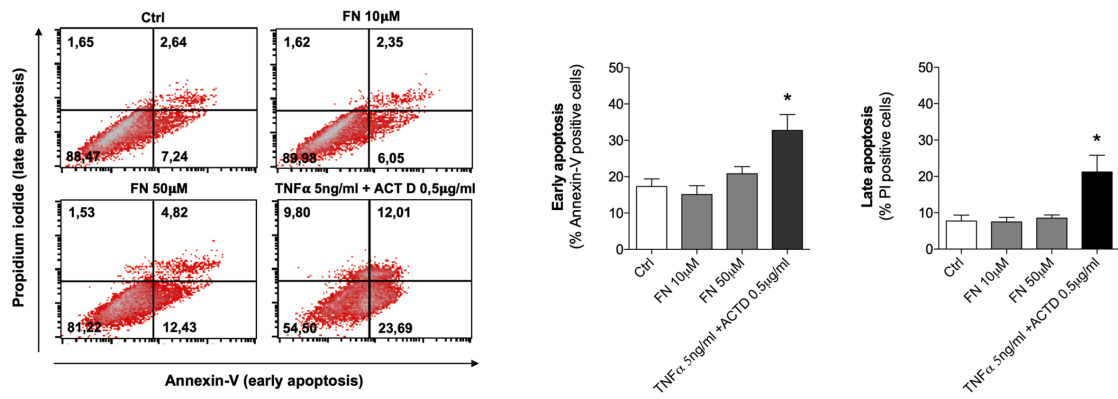 Ctrl
FN 10μM
1,65
2,64
1,62
2,35
88,47
7,24
89,98
6,05
FN 50μM
TNFα 5ng/ml + ACT D 0,5μg/ml
1,53
4,82
9,80
12,01
81,22
12,43
54,50
23,69
Propidium iodide (late apoptosis)
Annexin-V (early apoptosis)
Early apoptosis
(% Annexin-V positive cells)
50
40
30
20
10
0
*
Ctrl
FN 10μM
FN 50μM
TNFα 5ng/ml +ACTD 0.5μg/ml
Late apoptosis
(% PI positive cells)
50
40
30
20
10
0
*
Ctrl
FN 10μM
FN 50μM
TNFα 5ng/ml +ACTD 0.5μg/ml